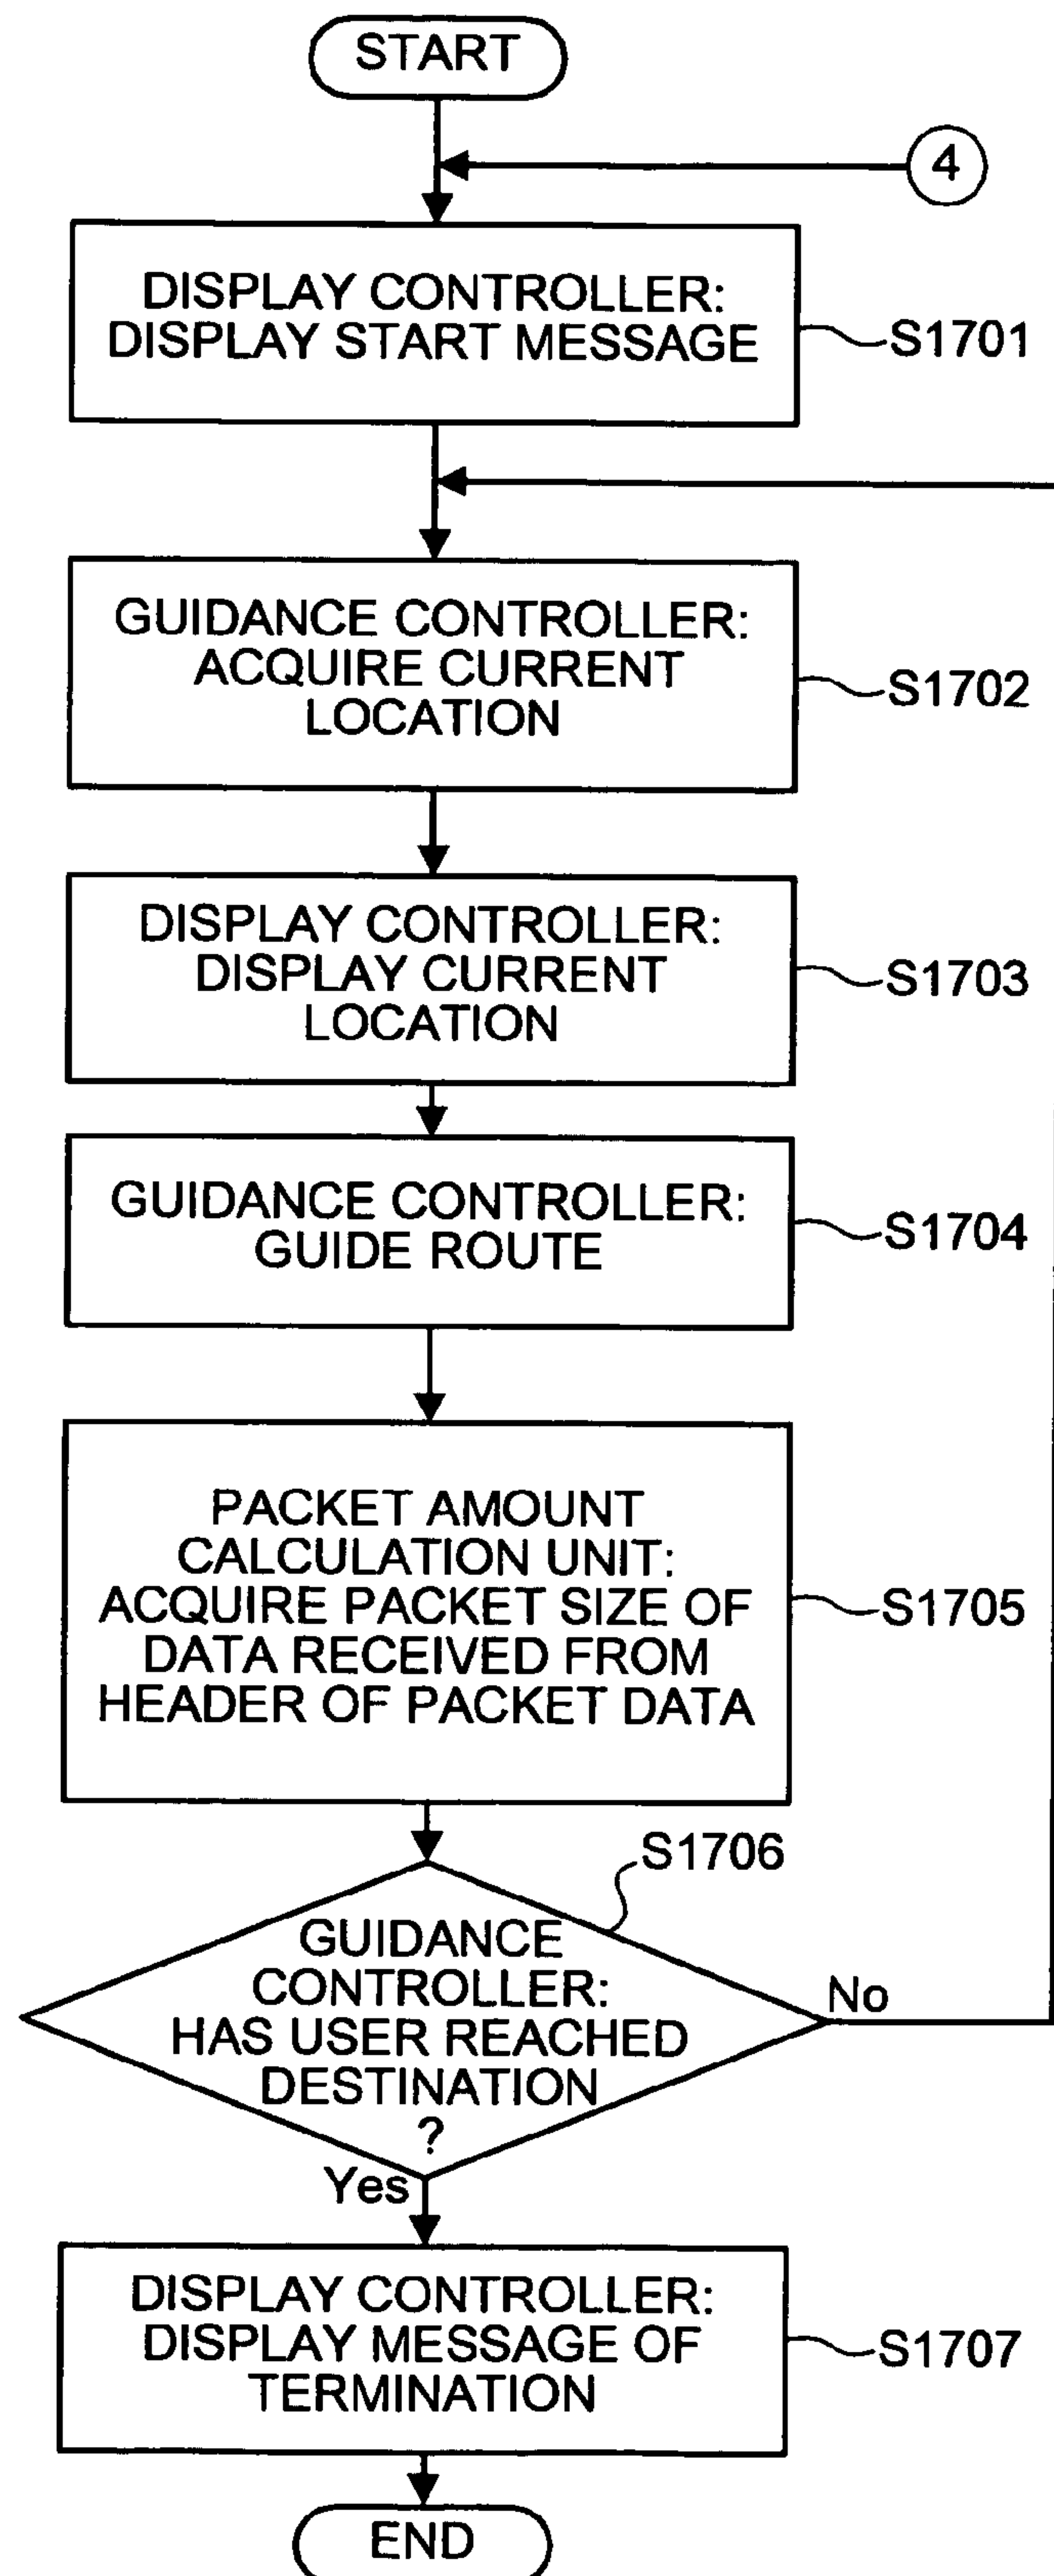 START
4
DISPLAY CONTROLLER:
DISPLAY START MESSAGE
S1701
GUIDANCE CONTROLLER:
ACQUIRE CURRENT
LOCATION
S1702
DISPLAY CONTROLLER:
DISPLAY CURRENT
LOCATION
S1703
GUIDANCE CONTROLLER:
GUIDE ROUTE
S1704
PACKET AMOUNT
CALCULATION UNIT:
ACQUIRE PACKET SIZE OF
DATA RECEIVED FROM
HEADER OF PACKET DATA
S1705
S1706
GUIDANCE
CONTROLLER:
HAS USER REACHED
DESTINATION
?
No
Yes
DISPLAY CONTROLLER:
DISPLAY MESSAGE OF
TERMINATION
S1707
END